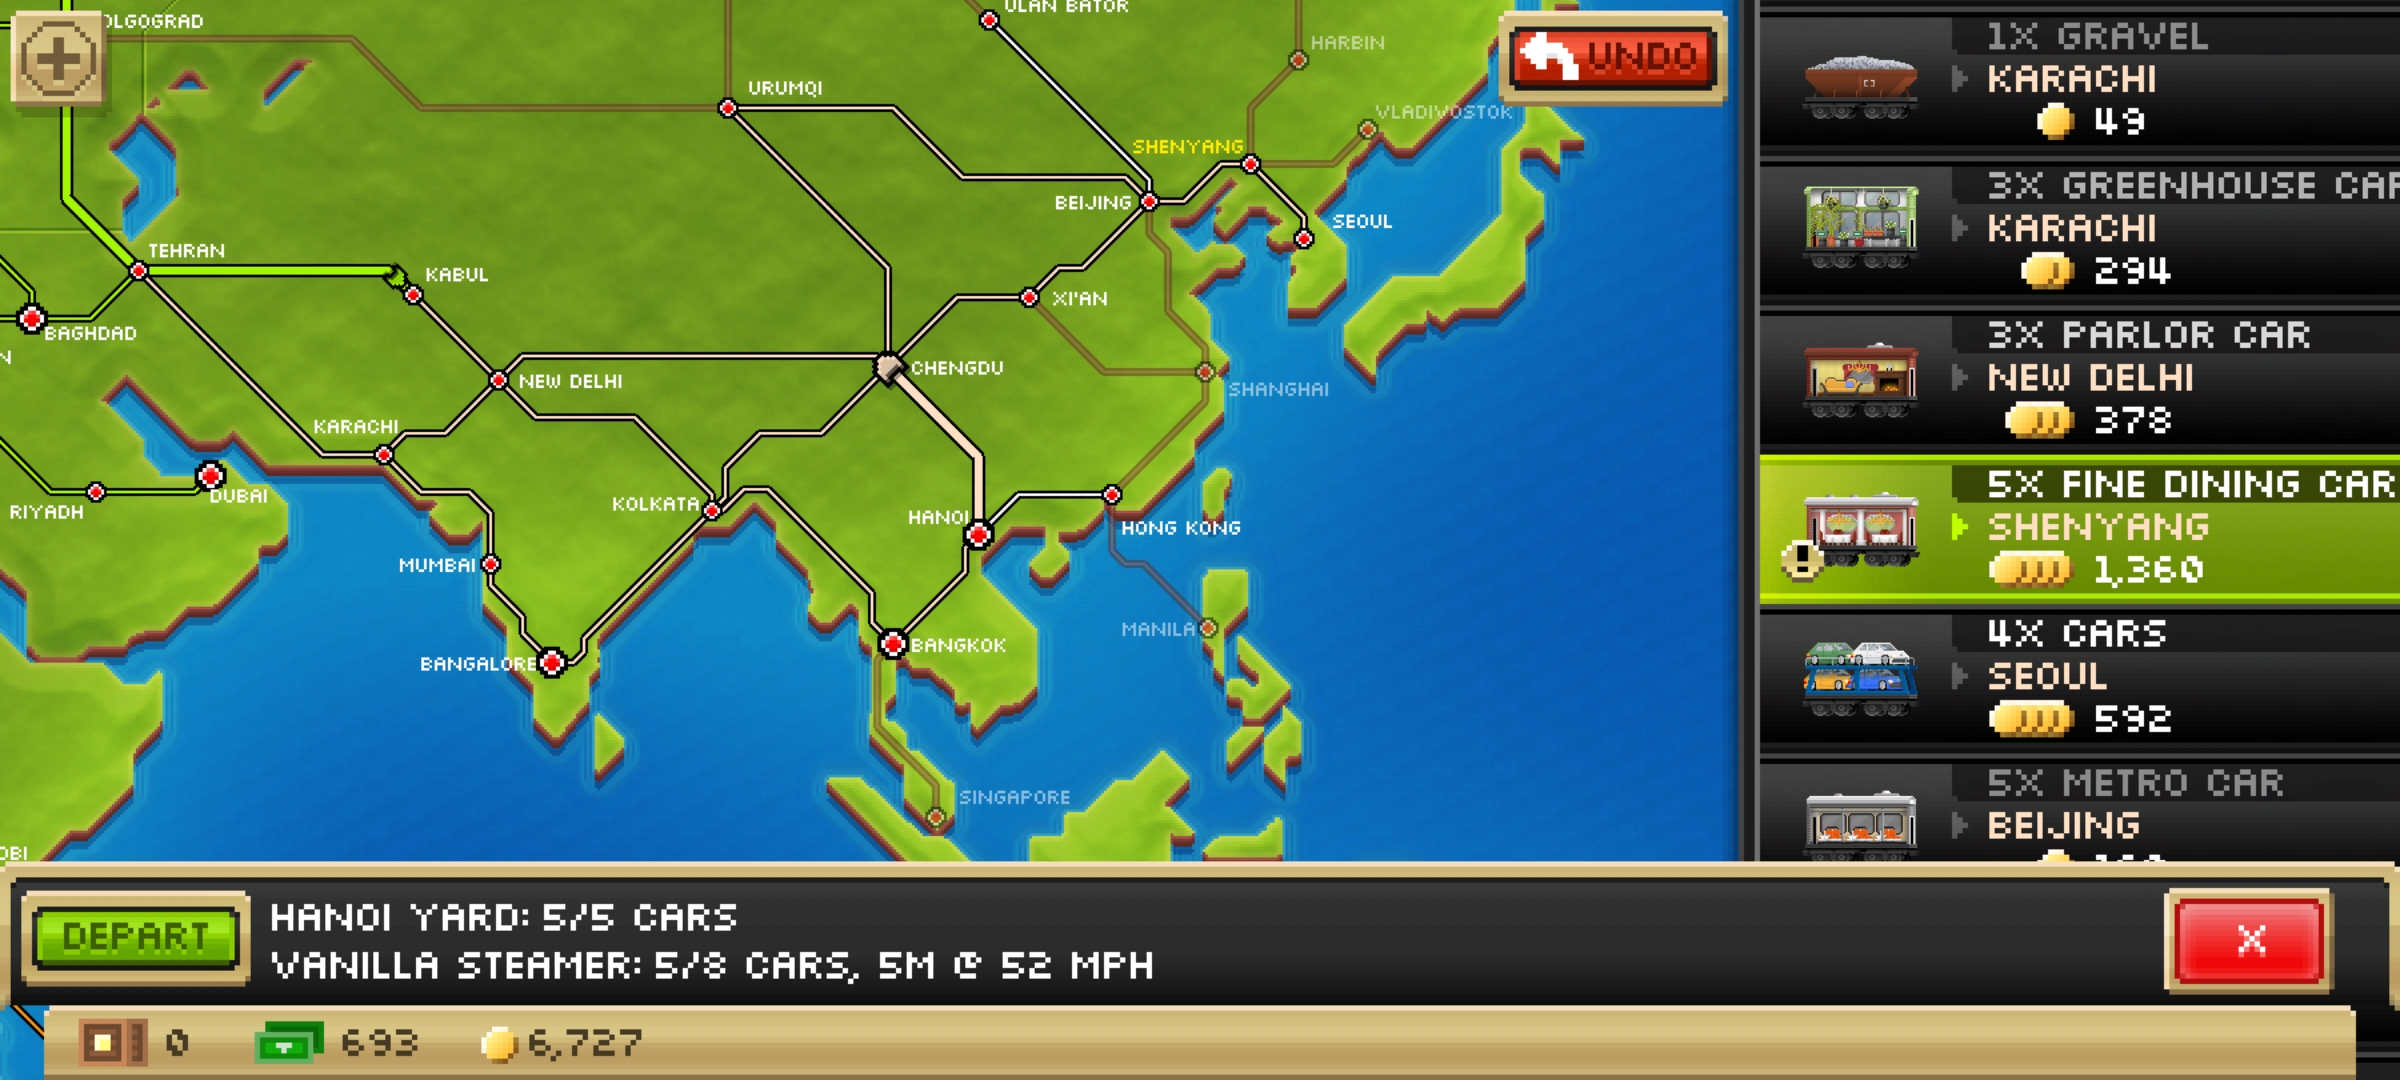 OLGOGRAD
ULAN BATOR
HARBIN
UNDO
URUMQI
VLADIVOSTOK
SHENYANG
BEIJING
SEOUL
TEHRAN
KABUL
XI'AN
BAGHDAD
N
CHENGDU
NEW DELHI
SHANGHAI
KARACHI
KOLKATA
HANOI
HONG KONG
DUBAI
RIYADH
MUMBAI
MANILA
BANGKOK
BANGALORE
SINGAPORE
OBI
1X GRAVEL
KARACHI
49
3X GREENHOUSE CAR
KARACHI
294
3X PARLOR CAR
NEW DELHI
378
5X FINE DINING CAR
SHENYANG
1,360
4X CARS
SEOUL
592
5X METRO CAR
BEIJING
DEPART
HANOI YARD: 5/5 CARS
VANILLA STEAMER: 5/8 CARS, 5M @ 52 MPH
X
0
693
6,727